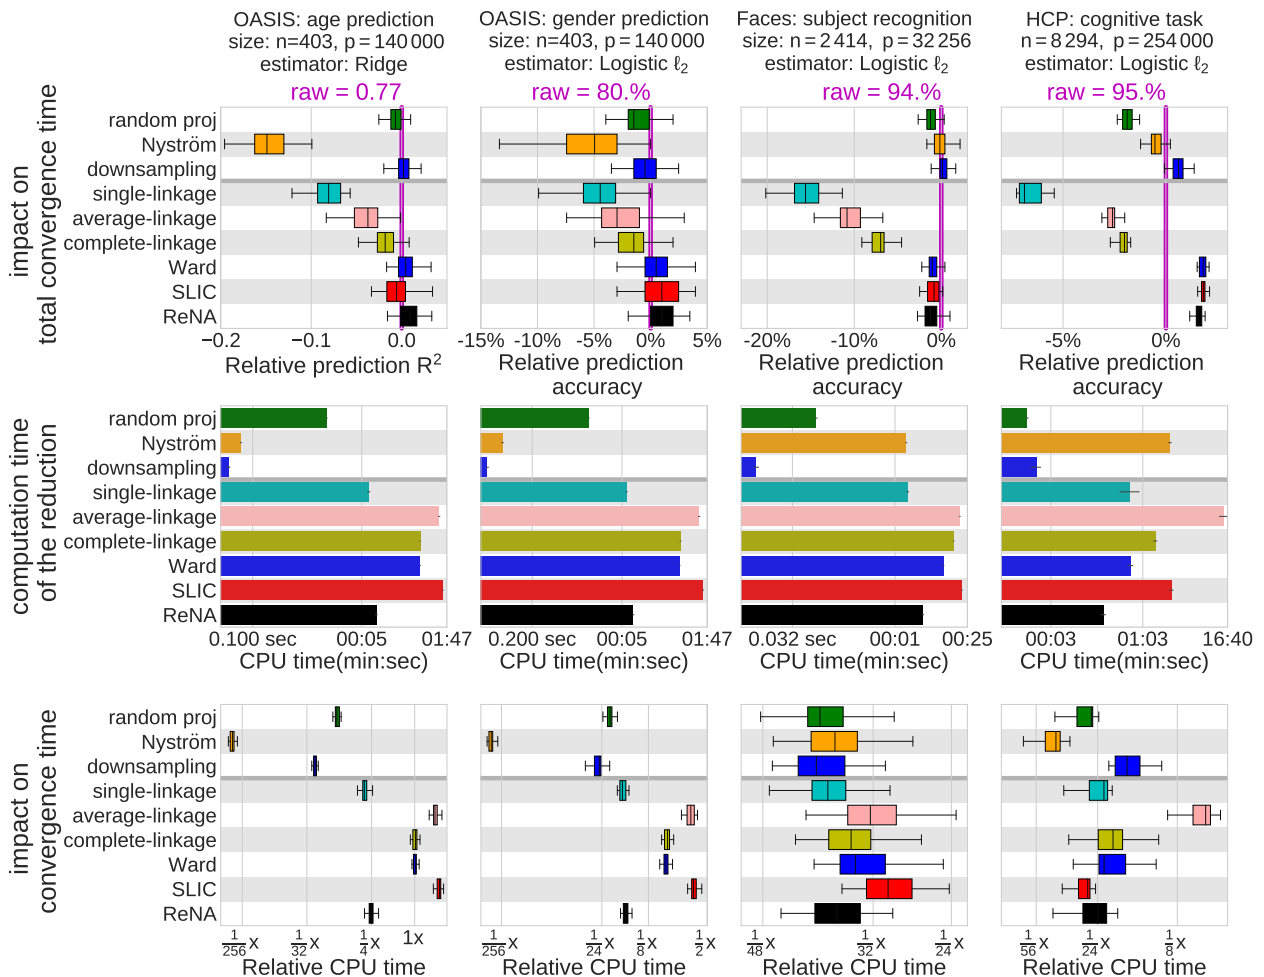 OASIS: age prediction
size: n=403, p = 140 000
estimator: Ridge
raw = 0.77
OASIS: gender prediction
size: n=403, p = 140 000
estimator: Logistic ℓ₂
raw = 80.%
Faces: subject recognition
size: n = 2 414, p = 32 256
estimator: Logistic ℓ₂
raw = 94.%
HCP: cognitive task
n = 8 294, p = 254 000
estimator: Logistic ℓ₂
raw = 95.%
impact on
total convergence time
random proj
Nyström
downsampling
single-linkage
average-linkage
complete-linkage
Ward
SLIC
ReNA
−0.2 −0.1 0.0
Relative prediction R²
-15% -10% -5% 0% 5%
Relative prediction
accuracy
-20% -10% 0%
Relative prediction
accuracy
-5% 0%
Relative prediction
accuracy
computation time
of the reduction
random proj
Nyström
downsampling
single-linkage
average-linkage
complete-linkage
Ward
SLIC
ReNA
0.100 sec 00:05 01:47
CPU time(min:sec)
0.200 sec 00:05 01:47
CPU time(min:sec)
0.032 sec 00:01 00:25
CPU time(min:sec)
00:03 01:03 16:40
CPU time(min:sec)
impact on
convergence time
random proj
Nyström
downsampling
single-linkage
average-linkage
complete-linkage
Ward
SLIC
ReNA
1/256 x 1/32 x 1/4 x 1x
Relative CPU time
1/256 x 1/24 x 1/8 x 1/2 x
Relative CPU time
1/48 x 1/32 x 1/24 x
Relative CPU time
1/56 x 1/24 x 1/8 x
Relative CPU time